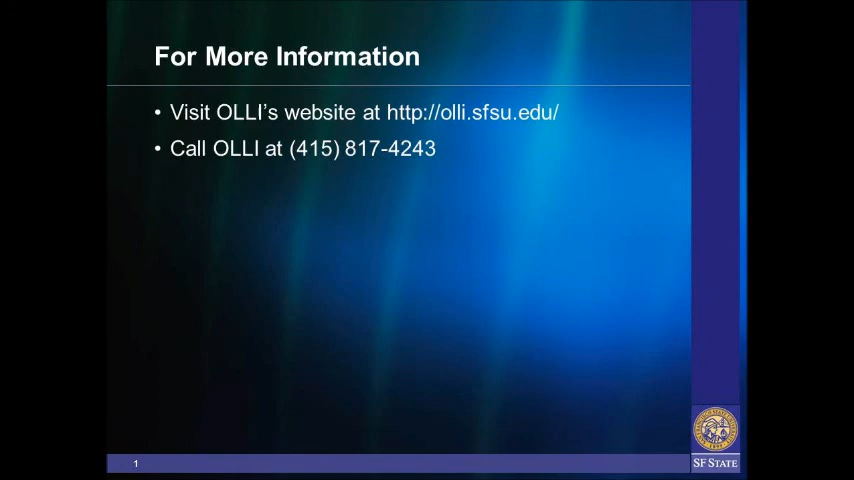 For More Information
• Visit OLLI's website at http://olli.sfsu.edu/
• Call OLLI at (415) 817-4243
1
SF STATE